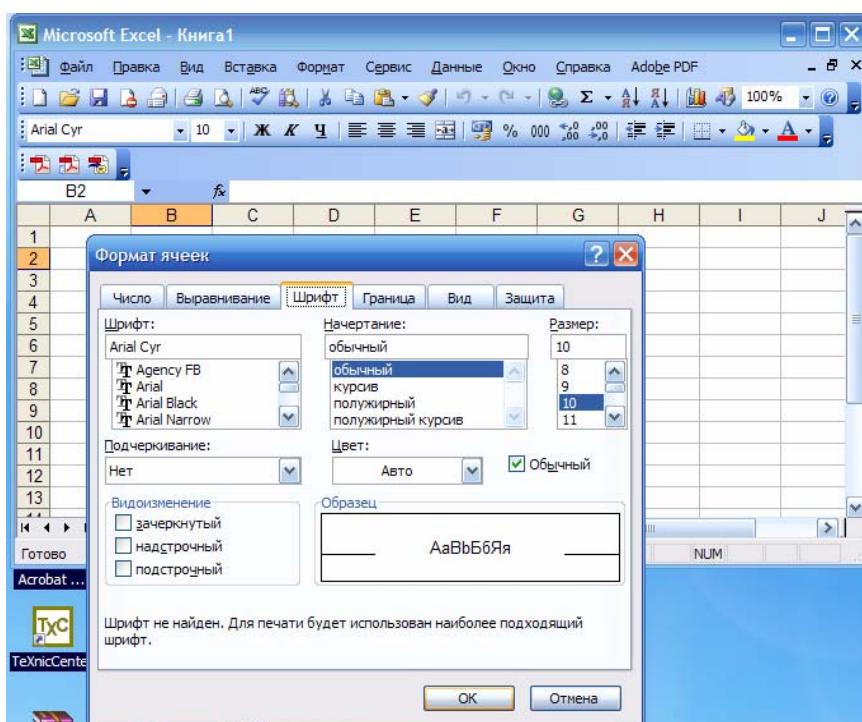 Microsoft Excel - Книга1
Файл Правка Вид Вставка Формат Сервис Данные Окно Справка Adobe PDF
100%
Arial Cyr 10 Ж К Ч % 000
B2 fx
A B C D E F G H I J
1
2 Формат ячеек
3
4 Число Выравнивание Шрифт Граница Вид Защита
5 Шрифт: Начертание: Размер:
6 Arial Cyr обычный 10
7 Agency FB обычный 8
8 Arial курсив 9
9 Arial Black полужирный 10
10 Arial Narrow полужирный курсив 11
11 Подчеркивание: Цвет:
12 Нет Авто Обычный
13 Видоизменение Образец
зачеркнутый
надстрочный AaBbБбЯя
подстрочный
Готово NUM
Acrobat ...
Шрифт не найден. Для печати будет использован наиболее подходящий
шрифт.
TeXnicCente
OK Отмена